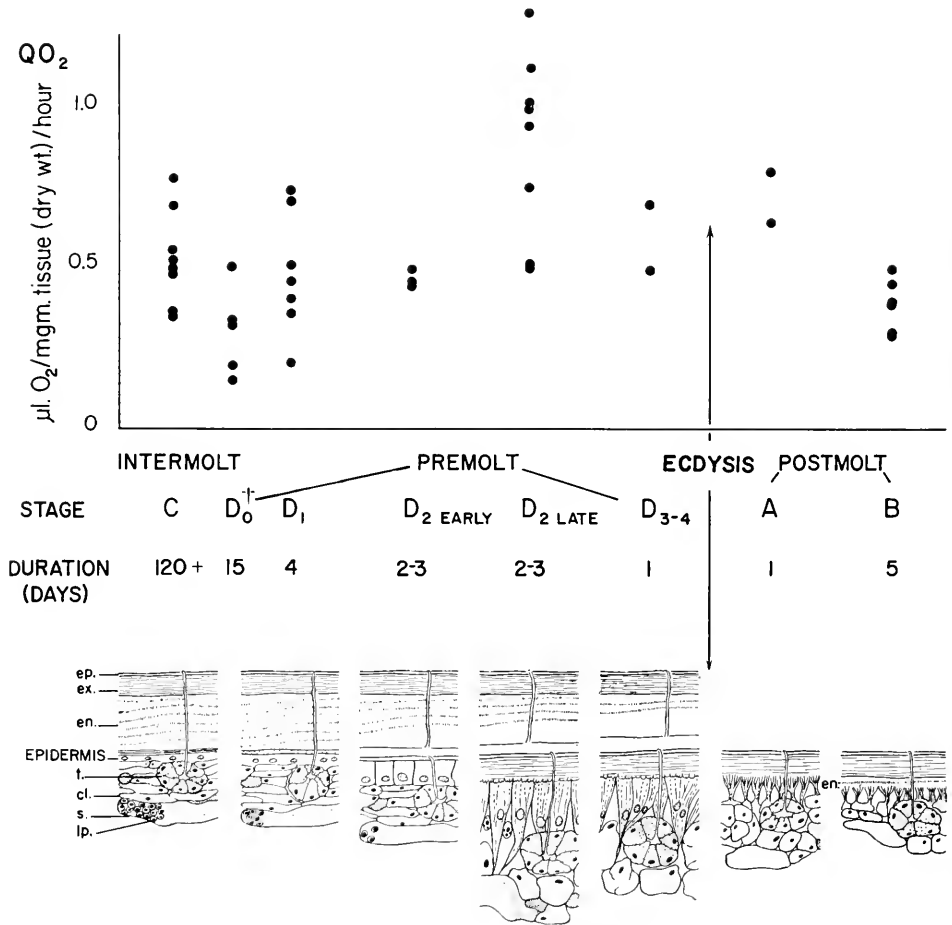 QO₂
µl. O₂/mgm. tissue (dry wt.)/hour
1.0
0.5
0
INTERMOLT PREMOLT ECDYSIS POSTMOLT
STAGE C D₀† D₁ D₂ EARLY D₂ LATE D₃₋₄ A B
DURATION 120+ 15 4 2-3 2-3 1 1 5
(DAYS)
ep.
ex.
en.
EPIDERMIS
t.
cl.
s.
lp.
en.